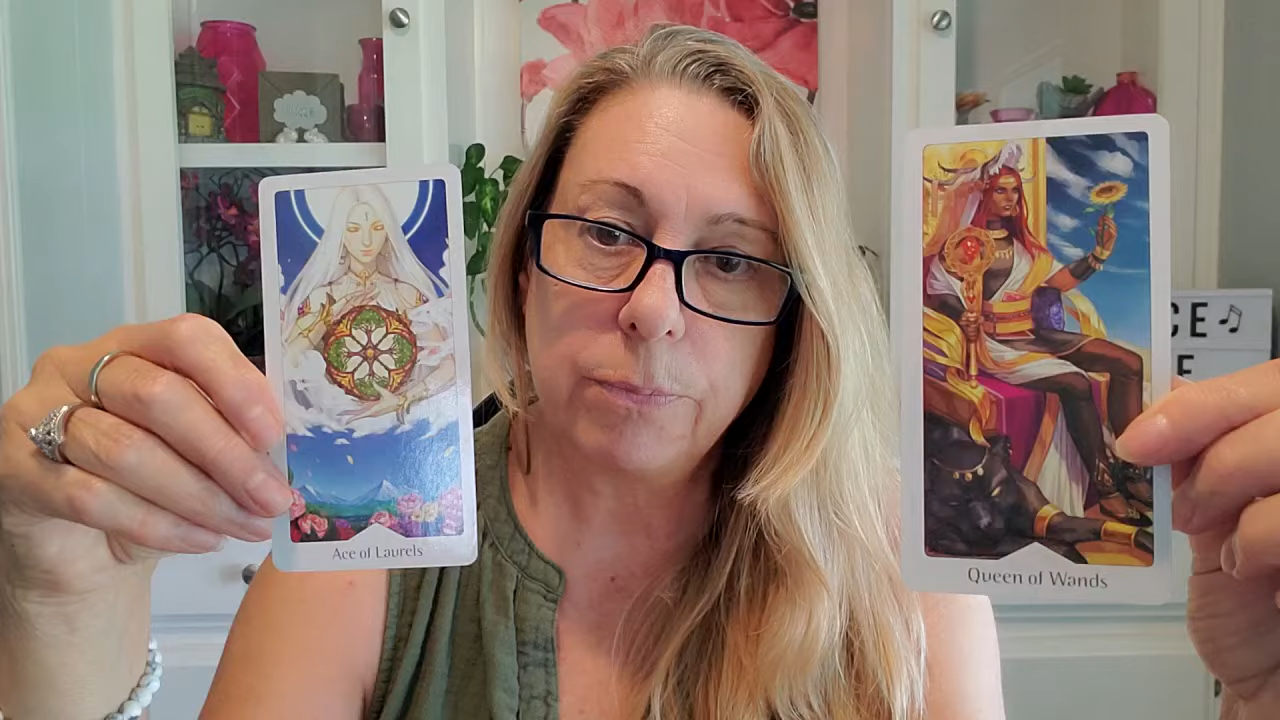 Ace of Laurels
Queen of Wands
CE♫
E